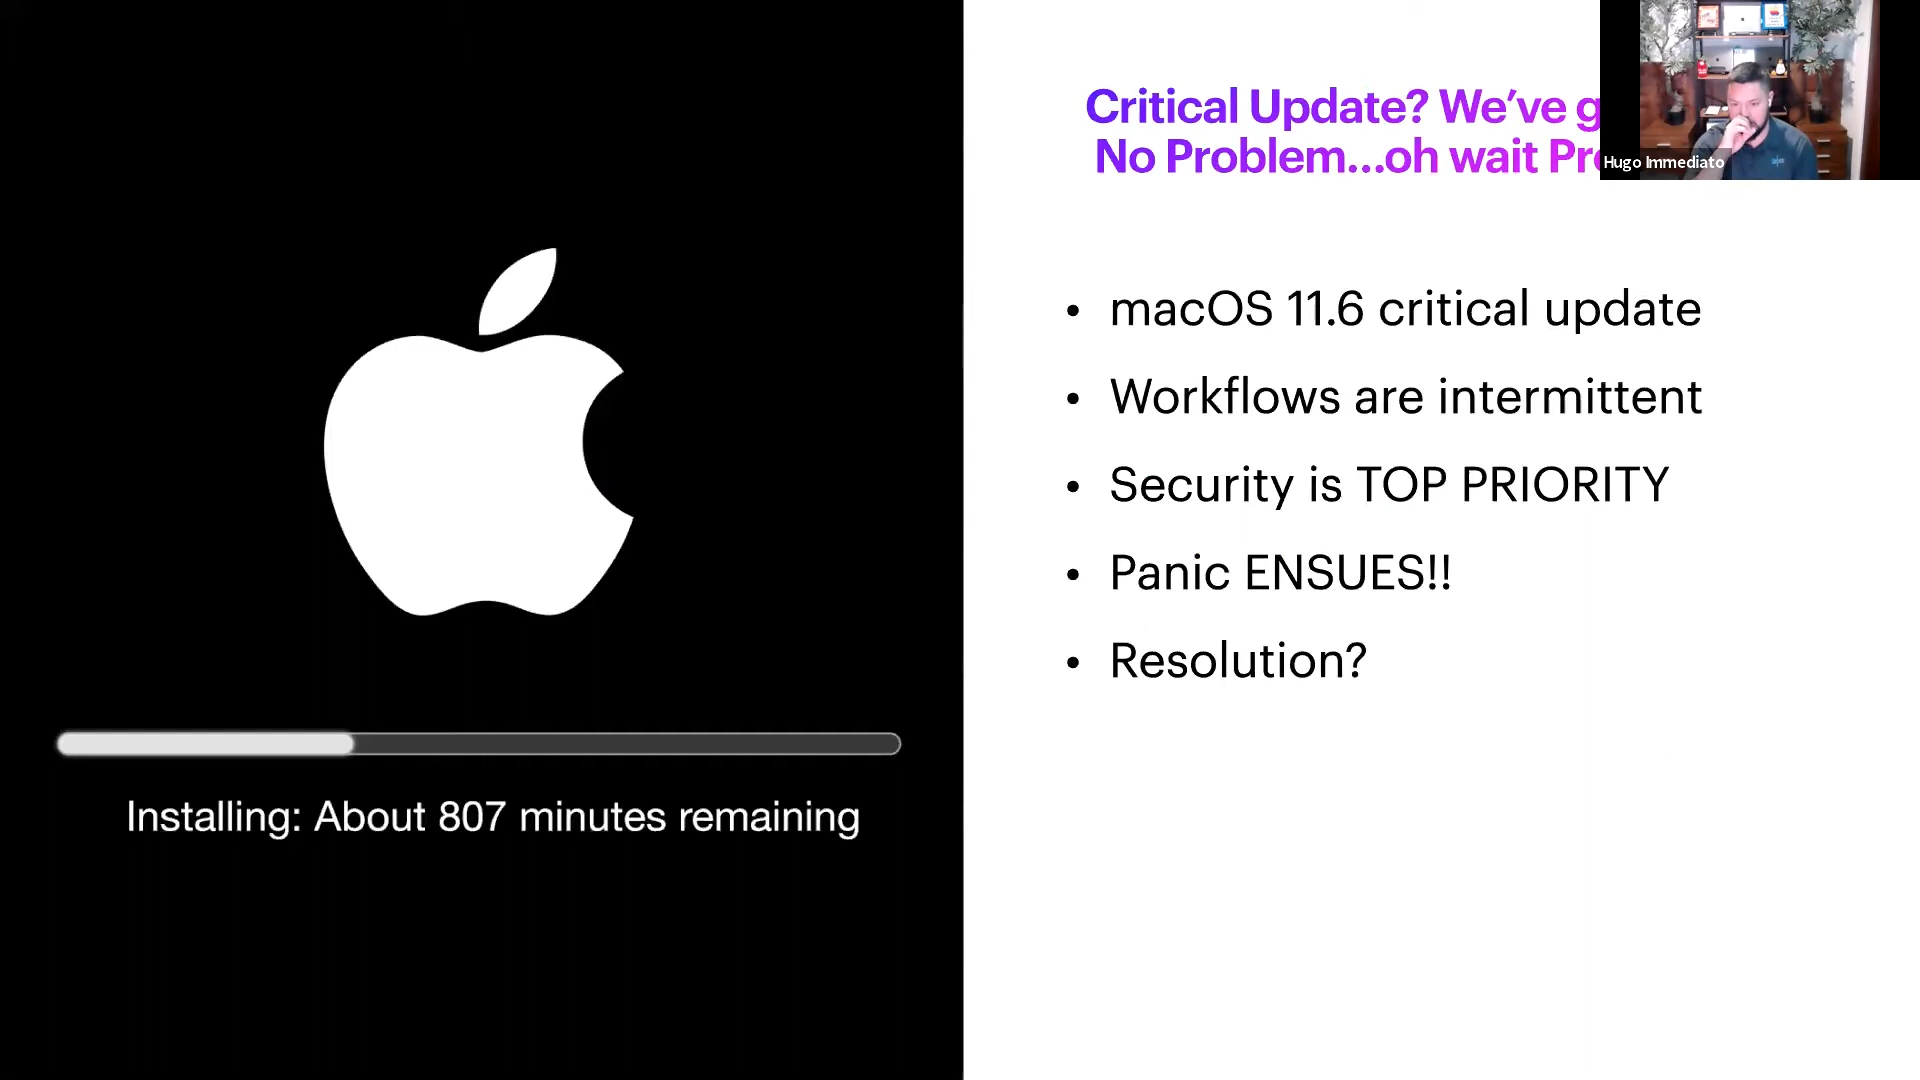 Critical Update? We've g
No Problem...oh wait Pr
Hugo Immediato
• macOS 11.6 critical update
• Workflows are intermittent
• Security is TOP PRIORITY
• Panic ENSUES!!
• Resolution?
Installing: About 807 minutes remaining